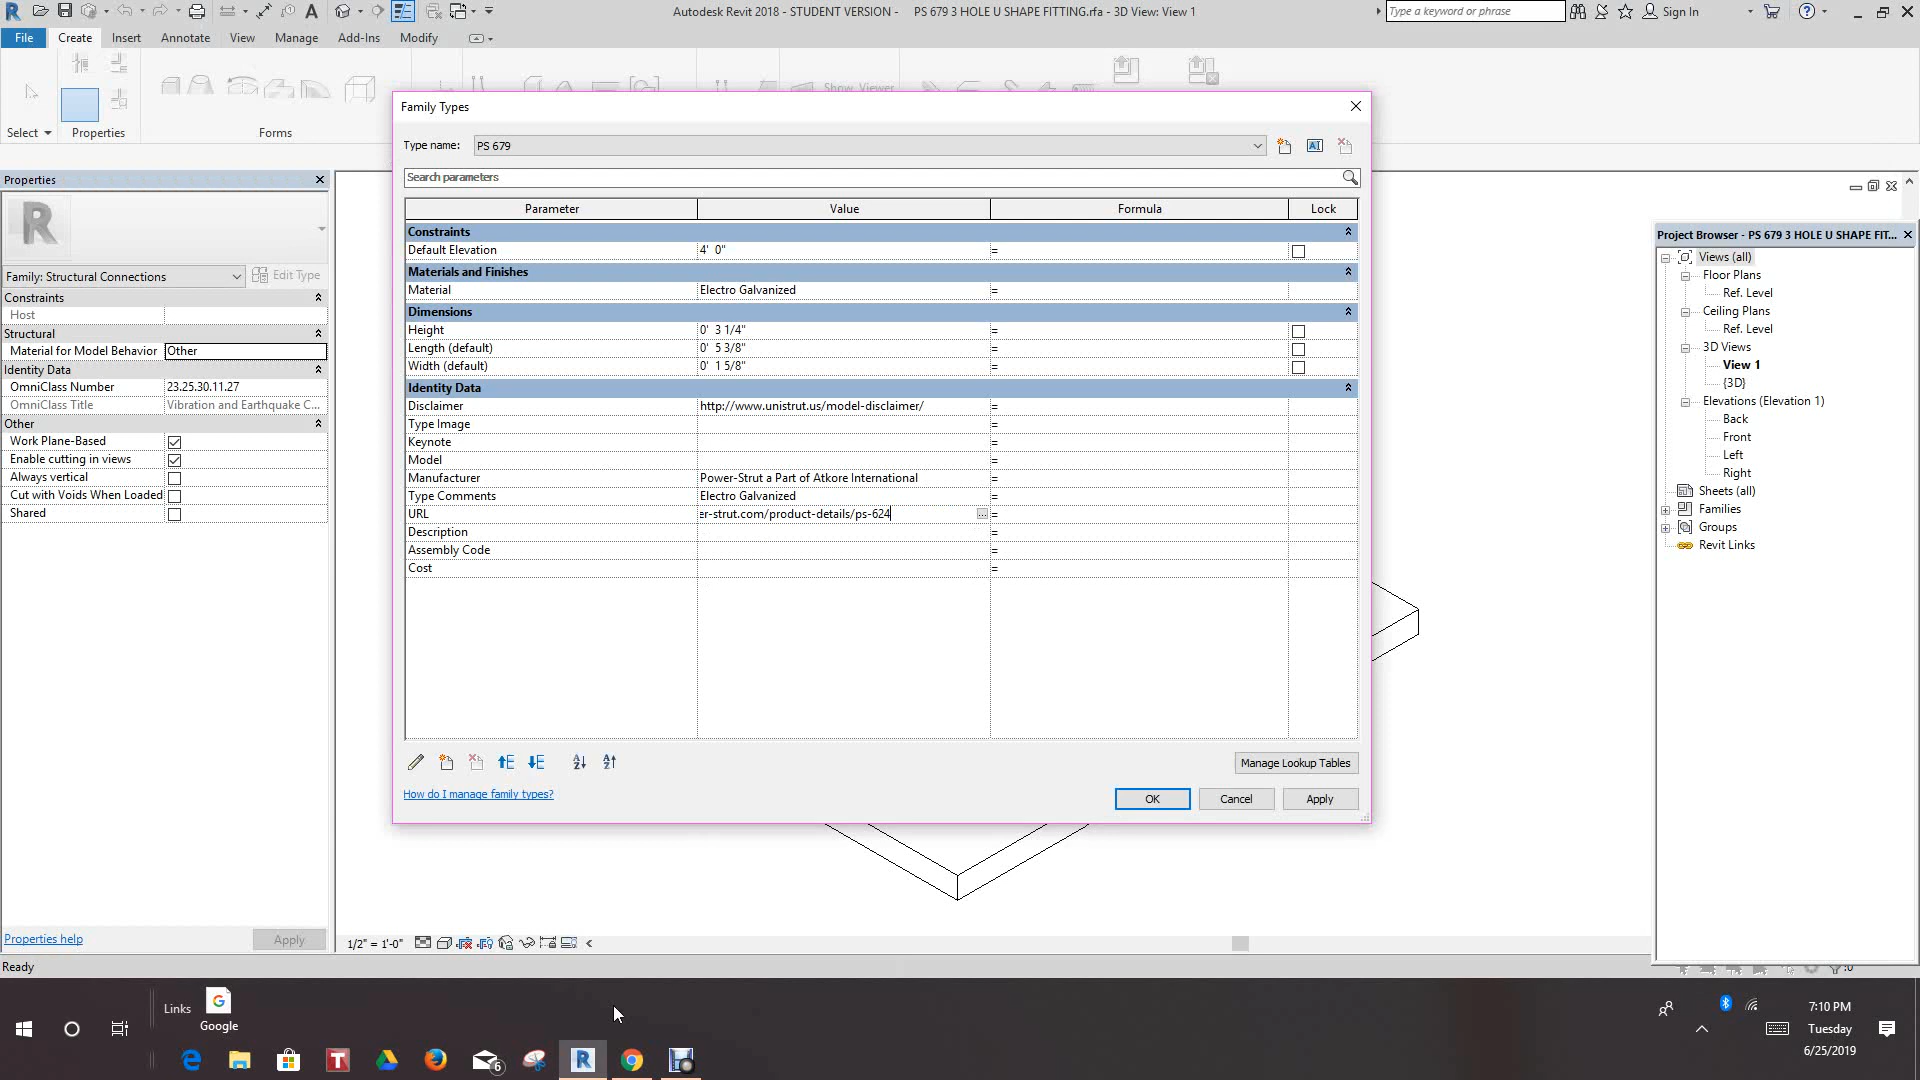 Autodesk Revit 2018 - STUDENT VERSION - PS 679 3 HOLE U SHAPE FITTING.rfa - 3D View: View 1
Type a keyword or phrase
Sign In
File Create Insert Annotate View Manage Add-Ins Modify
Show Viewer
Select Properties Forms
Properties
Family: Structural Connections
Edit Type
Constraints
Host
Structural
Material for Model Behavior Other
Identity Data
OmniClass Number 23.25.30.11.27
OmniClass Title Vibration and Earthquake C...
Other
Work Plane-Based
Enable cutting in views
Always vertical
Cut with Voids When Loaded
Shared
Properties help
Apply
Family Types
Type name: PS 679
Search parameters
Parameter Value Formula Lock
Constraints
Default Elevation 4' 0" =
Materials and Finishes
Material Electro Galvanized =
Dimensions
Height 0' 3 1/4" =
Length (default) 0' 5 3/8" =
Width (default) 0' 1 5/8" =
Identity Data
Disclaimer http://www.unistrut.us/model-disclaimer/ =
Type Image =
Keynote =
Model =
Manufacturer Power-Strut a Part of Atkore International =
Type Comments Electro Galvanized =
URL er-strut.com/product-details/ps-624 ... =
Description =
Assembly Code =
Cost =
Manage Lookup Tables
How do I manage family types?
OK Cancel Apply
Project Browser - PS 679 3 HOLE U SHAPE FIT...
Views (all)
Floor Plans
Ref. Level
Ceiling Plans
Ref. Level
3D Views
View 1
{3D}
Elevations (Elevation 1)
Back
Front
Left
Right
Sheets (all)
Families
Groups
Revit Links
1/2" = 1'-0"
Ready
:0
Links
Google
6
7:10 PM
Tuesday
6/25/2019